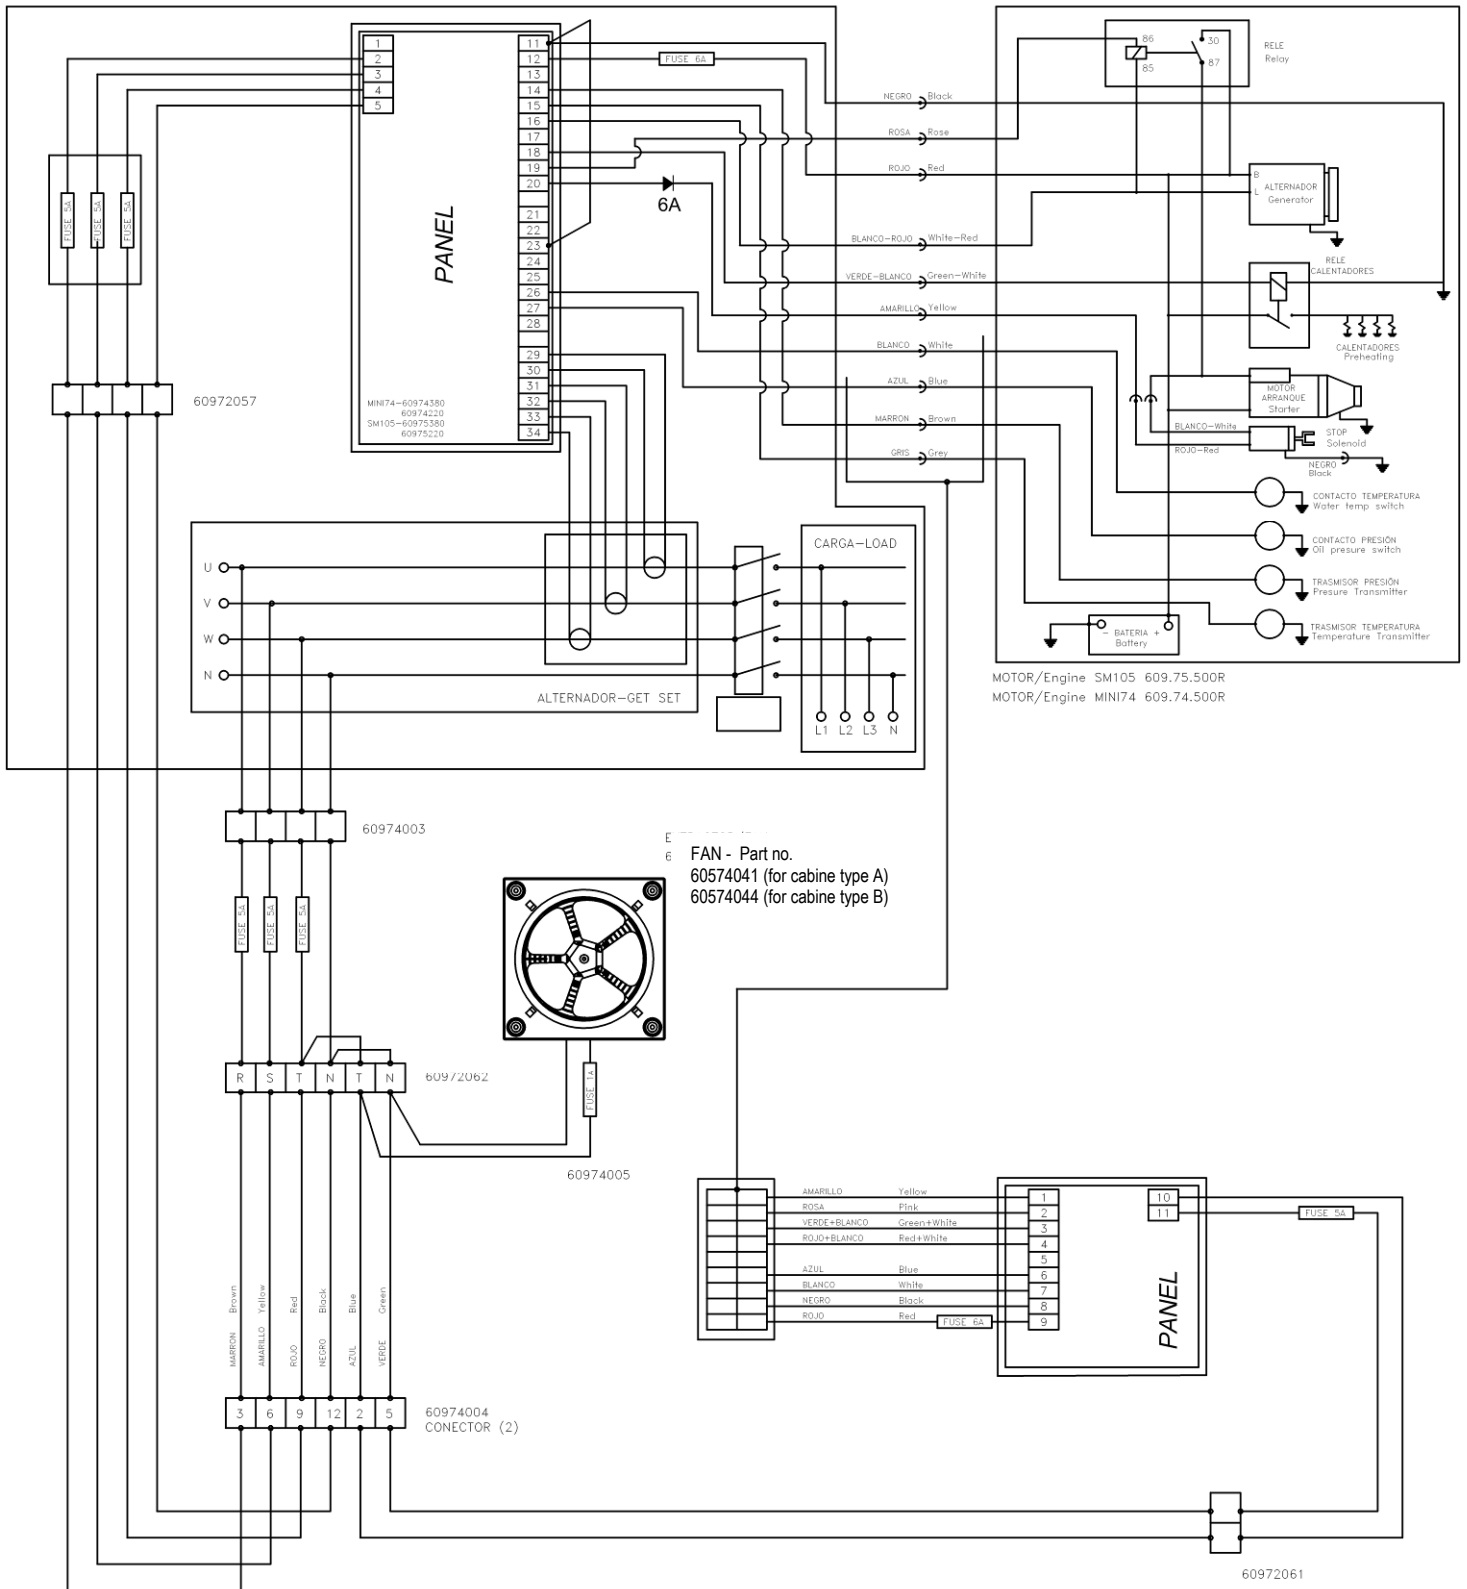 1
2
3
4
5
11
12
13
14
15
16
17
18
19
20
21
22
23
24
25
26
27
28
29
30
31
32
33
34
PANEL
MINI74-60974380
60974220
SM105-60975380
60975220
FUSE 6A
6A
FUSE 5A
FUSE 5A
FUSE 5A
60972057
NEGRO Black
ROSA Rose
ROJO Red
BLANCO-ROJO White-Red
VERDE-BLANCO Green-White
AMARILLO Yellow
BLANCO White
AZUL Blue
MARRON Brown
GRIS Grey
86
85
30
87
RELE
Relay
B
L
ALTERNADOR
Generator
RELE
CALENTADORES
CALENTADORES
Preheating
MOTOR
ARRANQUE
Starter
BLANCO-White
ROJO-Red
STOP
Solenoid
NEGRO
Black
CONTACTO TEMPERATURA
Water temp switch
CONTACTO PRESIÓN
Oil presure switch
TRASMISOR PRESIÓN
Presure Transmitter
TRASMISOR TEMPERATURA
Temperature Transmitter
- BATERIA +
Battery
MOTOR/Engine SM105 609.75.500R
MOTOR/Engine MINI74 609.74.500R
U
V
W
N
ALTERNADOR-GET SET
CARGA-LOAD
L1 L2 L3 N
60974003
FUSE 5A
FUSE 5A
FUSE 5A
FAN - Part no.
60574041 (for cabine type A)
60574044 (for cabine type B)
FUSE 1A
60974005
R S T N T N
60972062
MARRON Brown
AMARILLO Yellow
ROJO Red
NEGRO Black
AZUL Blue
VERDE Green
3 6 9 12 2 5
60974004
CONECTOR (2)
AMARILLO Yellow
ROSA Pink
VERDE+BLANCO Green+White
ROJO+BLANCO Red+White
AZUL Blue
BLANCO White
NEGRO Black
ROJO Red
FUSE 6A
1
2
3
4
5
6
7
8
9
10
11
PANEL
FUSE 5A
60972061